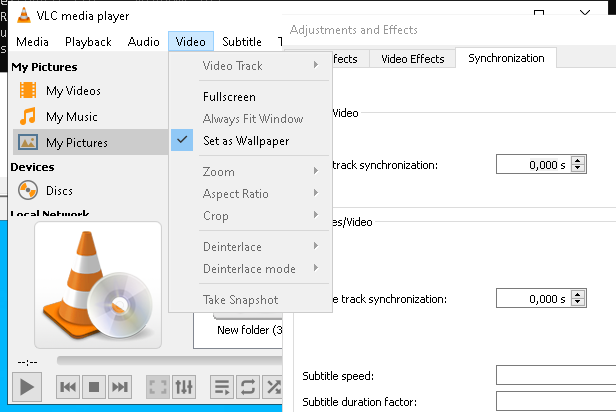 VLC media player
Adjustments and Effects
Media Playback Audio Video Subtitle T
fects Video Effects Synchronization
My Pictures
My Videos
My Music
My Pictures
Devices
Discs
Local Network
Video Track
Fullscreen
Always Fit Window
Set as Wallpaper
Zoom
Aspect Ratio
Crop
Deinterlace
Deinterlace mode
Take Snapshot
New folder (3
--:--
/Video
track synchronization: 0,000 s
es/Video
e track synchronization: 0,000 s
Subtitle speed:
Subtitle duration factor: